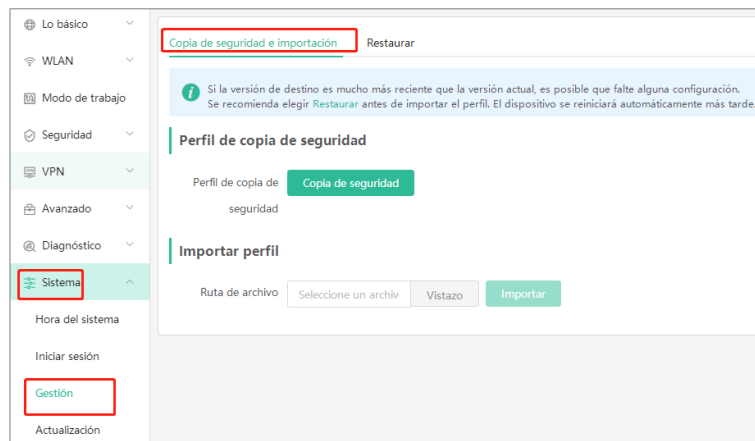 Lo básico
WLAN
Modo de trabajo
Seguridad
VPN
Avanzado
Diagnóstico
Sistema
Hora del sistema
Iniciar sesión
Gestión
Actualización
Copia de seguridad e importación Restaurar
Si la versión de destino es mucho más reciente que la versión actual, es posible que falte alguna configuración.
Se recomienda elegir Restaurar antes de importar el perfil. El dispositivo se reiniciará automáticamente más tarde.
Perfil de copia de seguridad
Perfil de copia de
seguridad
Copia de seguridad
Importar perfil
Ruta de archivo Seleccione un archiv Vistazo Importar